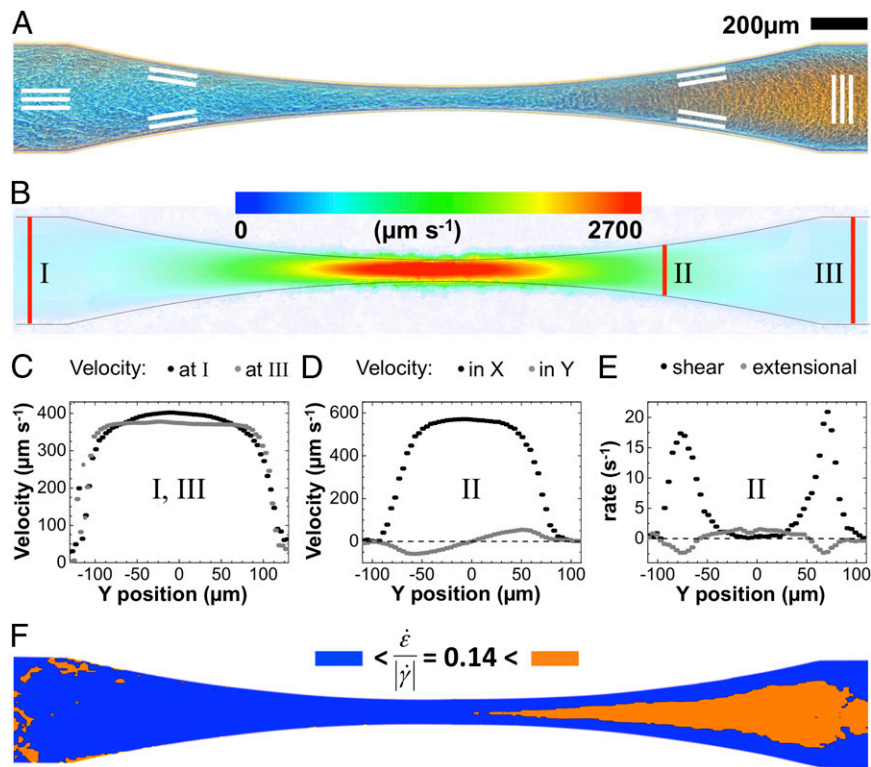 A
200µm
B
0 (µm s⁻¹) 2700
I
II
III
C Velocity: • at I • at III
D Velocity: • in X • in Y
E • shear • extensional
Velocity (µm s⁻¹)
400
300
200
100
0
I, III
-100 -50 0 50 100
Y position (µm)
Velocity (µm s⁻¹)
600
400
200
0
II
-100 -50 0 50 100
Y position (µm)
rate (s⁻¹)
20
15
10
5
0
II
-100 -50 0 50 100
Y position (µm)
F
< ε̇ / |γ̇| = 0.14 <